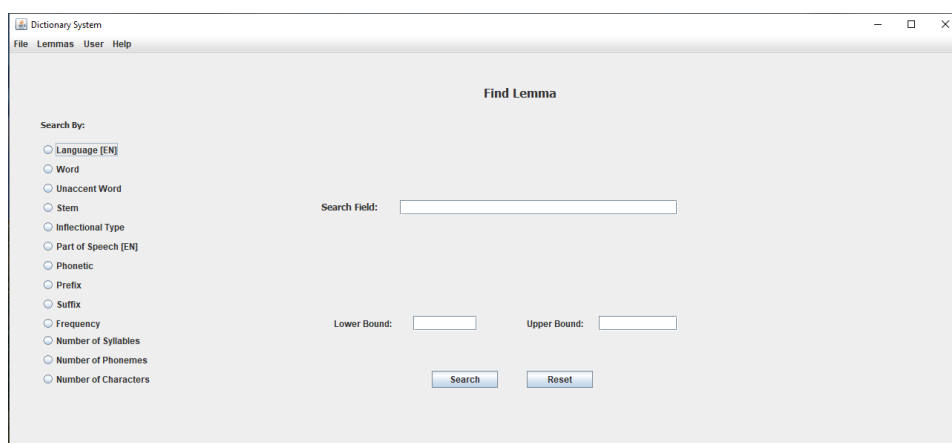 Dictionary System
File Lemmas User Help
Find Lemma
Search By:
Language [EN]
Word
Unaccent Word
Stem
Search Field:
Inflectional Type
Part of Speech [EN]
Phonetic
Prefix
Suffix
Frequency
Lower Bound: Upper Bound:
Number of Syllables
Number of Phonemes
Number of Characters
Search Reset